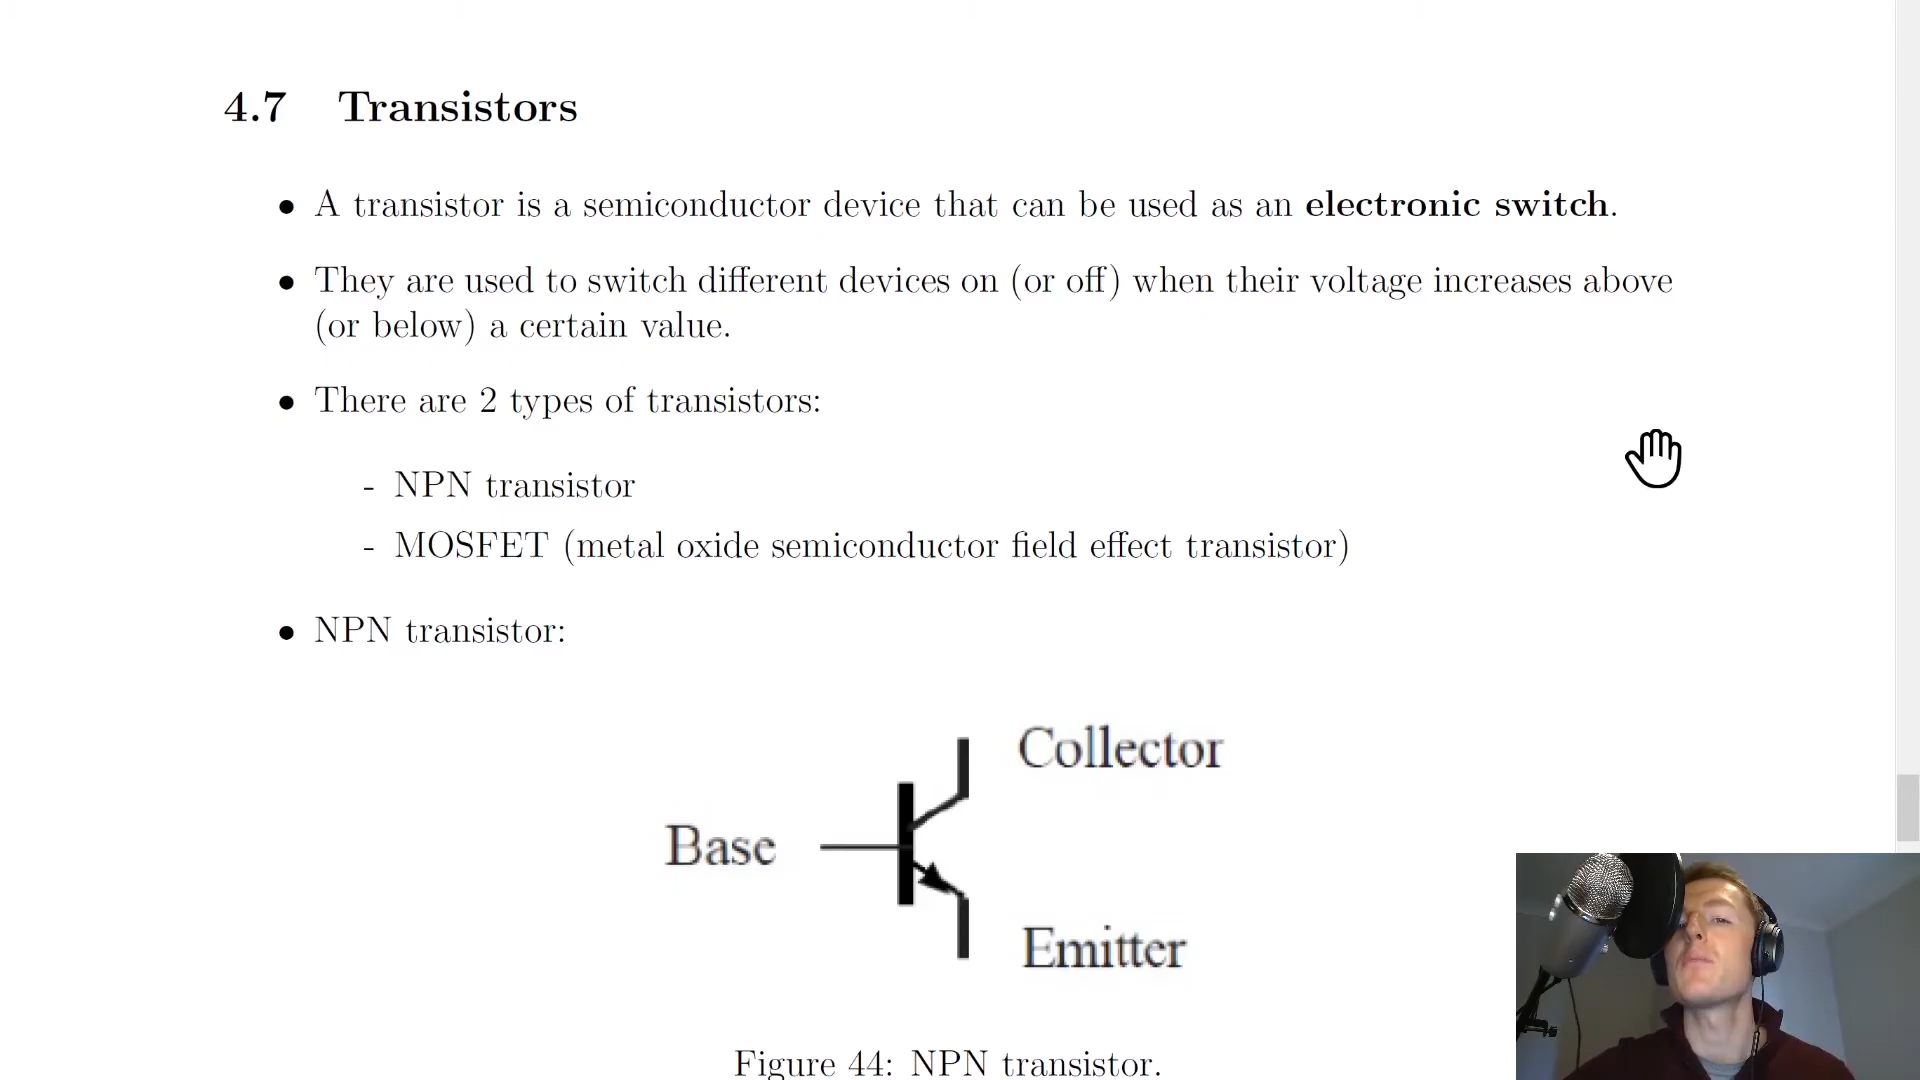 4.7 Transistors
• A transistor is a semiconductor device that can be used as an electronic switch.
• They are used to switch different devices on (or off) when their voltage increases above
(or below) a certain value.
• There are 2 types of transistors:
- NPN transistor
- MOSFET (metal oxide semiconductor field effect transistor)
• NPN transistor:
Collector
Base
Emitter
Figure 44: NPN transistor.